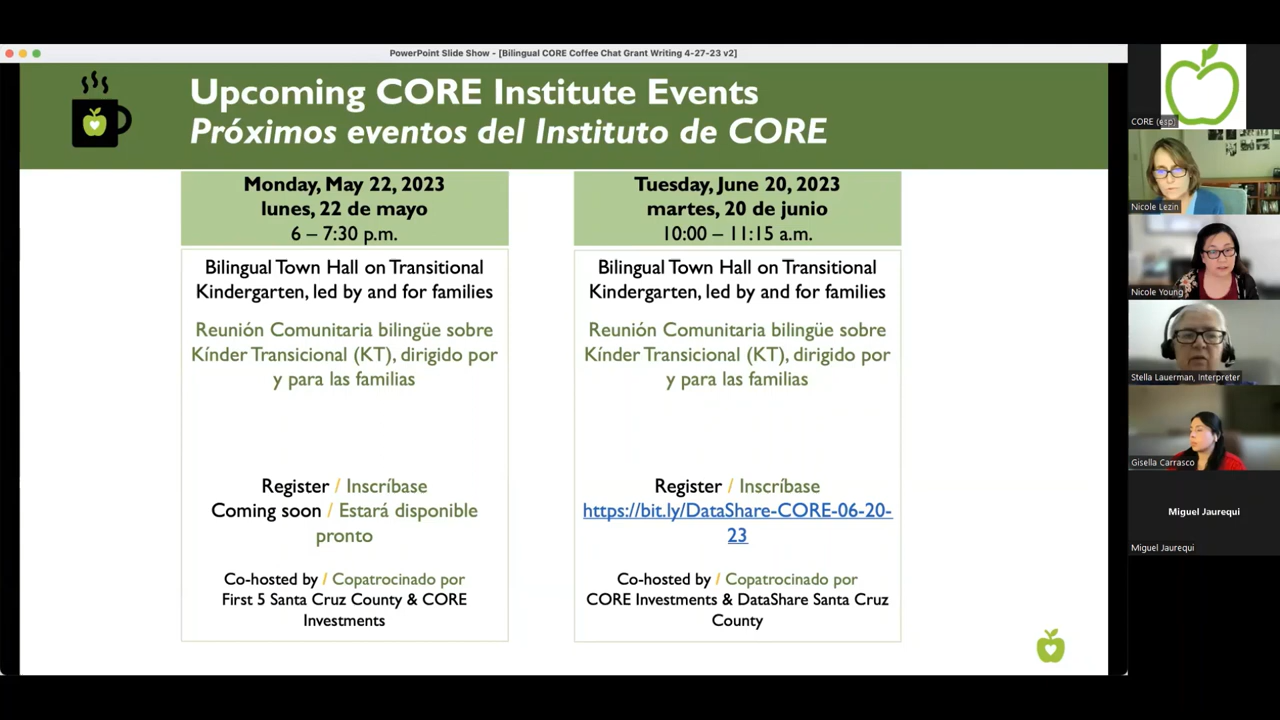 PowerPoint Slide Show - [Bilingual CORE Coffee Chat Grant Writing 4-27-23 v2]
Upcoming CORE Institute Events
Próximos eventos del Instituto de CORE
Monday, May 22, 2023
lunes, 22 de mayo
6 – 7:30 p.m.
Bilingual Town Hall on Transitional
Kindergarten, led by and for families
Reunión Comunitaria bilingüe sobre
Kínder Transicional (KT), dirigido por
y para las familias
Register / Inscríbase
Coming soon / Estará disponible
pronto
Co-hosted by / Copatrocinado por
First 5 Santa Cruz County & CORE
Investments
Tuesday, June 20, 2023
martes, 20 de junio
10:00 – 11:15 a.m.
Bilingual Town Hall on Transitional
Kindergarten, led by and for families
Reunión Comunitaria bilingüe sobre
Kínder Transicional (KT), dirigido por
y para las familias
Register / Inscríbase
https://bit.ly/DataShare-CORE-06-20-
23
Co-hosted by / Copatrocinado por
CORE Investments & DataShare Santa Cruz
County
CORE (esp)
Nicole Lezin
Nicole Young
Stella Lauerman, Interpreter
Gisella Carrasco
Miguel Jaurequi
Miguel Jaurequi